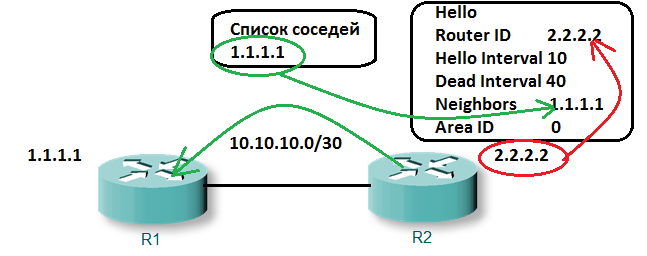 Список соседей
1.1.1.1
Hello
Router ID 2.2.2.2
Hello Interval 10
Dead Interval 40
Neighbors 1.1.1.1
Area ID 0
1.1.1.1
10.10.10.0/30
2.2.2.2
R1
R2